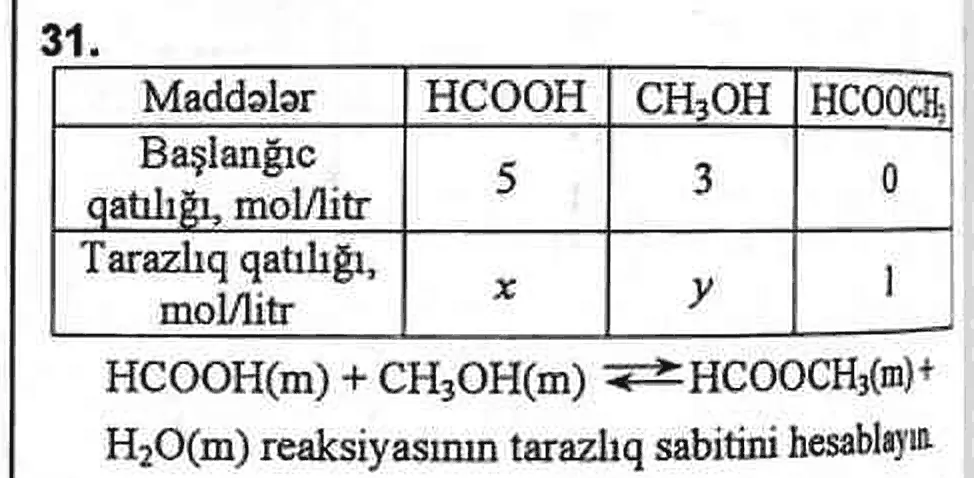 31.
Maddələr HCOOH CH₃OH HCOOCH₃
Başlanğıc
qatılığı, mol/litr 5 3 0
Tarazlıq qatılığı,
mol/litr x y 1
HCOOH(m) + CH₃OH(m) ⇄ HCOOCH₃(m)+
H₂O(m) reaksiyasının tarazlıq sabitini hesablayın.